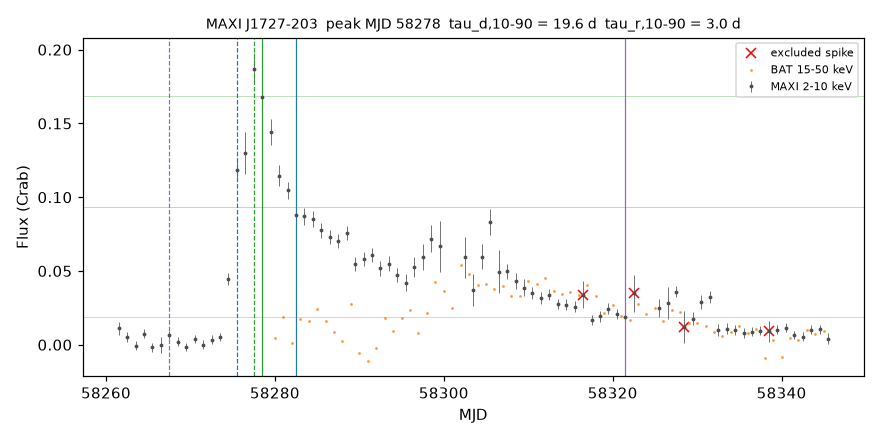 MAXI J1727-203  peak MJD 58278  tau_d,10-90 = 19.6 d  tau_r,10-90 = 3.0 d
excluded spike
BAT 15-50 keV
MAXI 2-10 keV
Flux (Crab)
0.20
0.15
0.10
0.05
0.00
58260
58280
58300
58320
58340
MJD